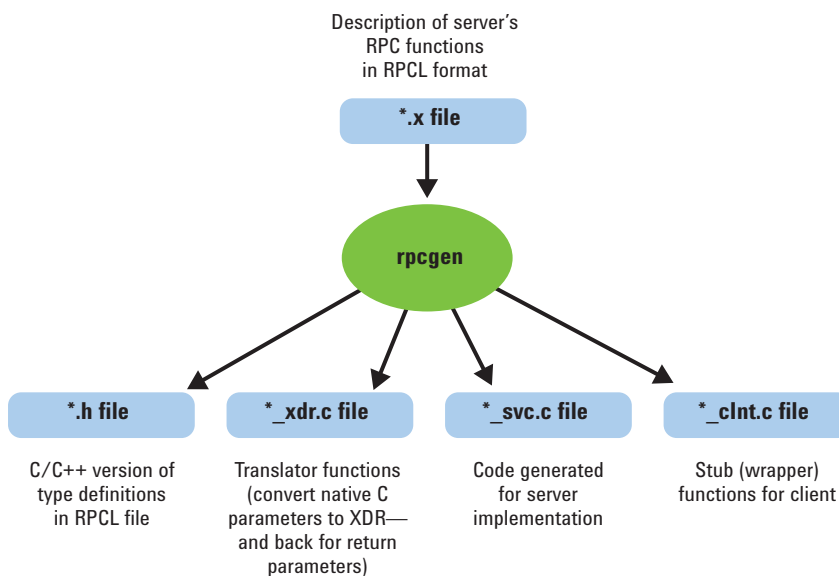 Description of server's
RPC functions
in RPCL format
*.x file
rpcgen
*.h file
C/C++ version of
type definitions
in RPCL file
*_xdr.c file
Translator functions
(convert native C
parameters to XDR—
and back for return
parameters)
*_svc.c file
Code generated
for server
implementation
*_clnt.c file
Stub (wrapper)
functions for client